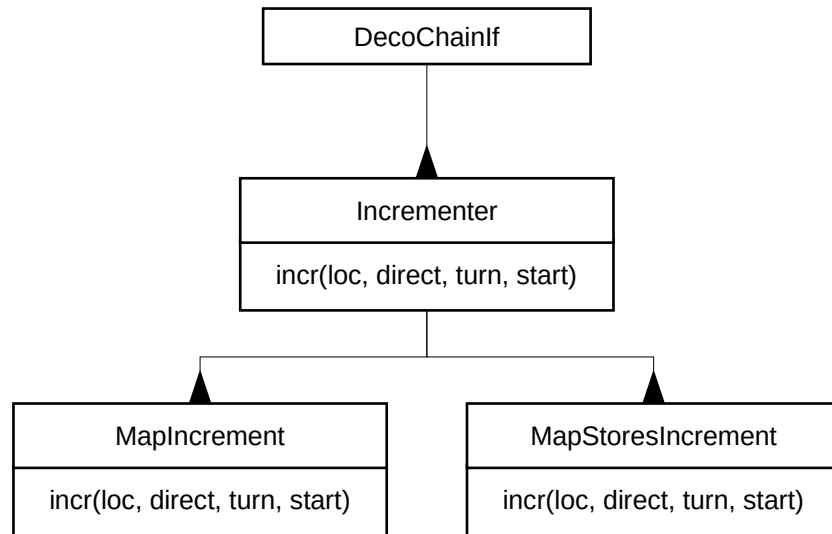 DecoChainIf
Incrementer
incr(loc, direct, turn, start)
MapIncrement
incr(loc, direct, turn, start)
MapStoresIncrement
incr(loc, direct, turn, start)